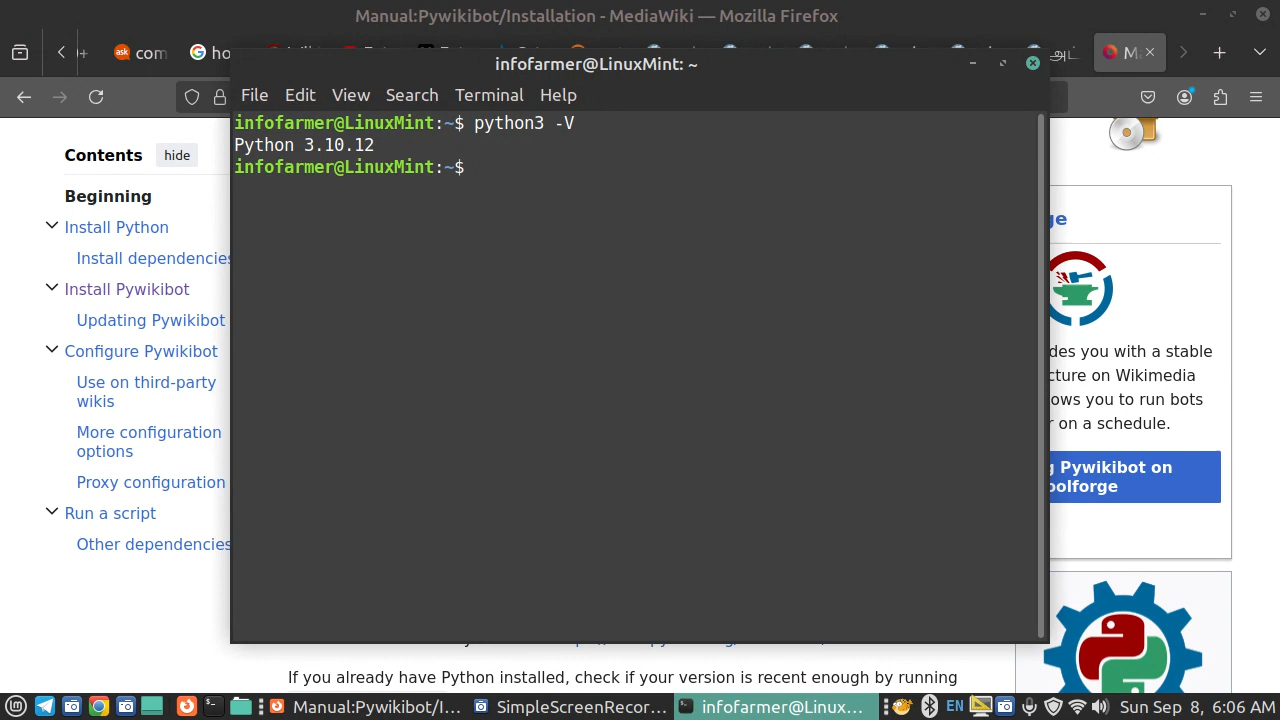 Manual:Pywikibot/Installation - MediaWiki — Mozilla Firefox
com
ho
M
infofarmer@LinuxMint: ~
File Edit View Search Terminal Help
infofarmer@LinuxMint:~$ python3 -V
Python 3.10.12
infofarmer@LinuxMint:~$
Contents hide
Beginning
Install Python
Install dependencies
Install Pywikibot
Updating Pywikibot
Configure Pywikibot
Use on third-party
wikis
More configuration
options
Proxy configuration
Run a script
Other dependencies
ge
des you with a stable
cture on Wikimedia
ows you to run bots
r on a schedule.
g Pywikibot on
oolforge
If you already have Python installed, check if your version is recent enough by running
Manual:Pywikibot/I... SimpleScreenRecor... infofarmer@Linux... EN Sun Sep 8, 6:06 AM